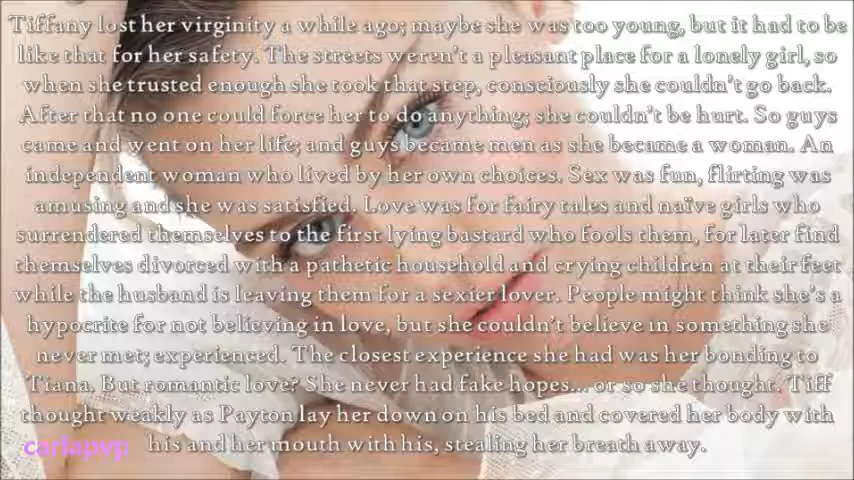 Tiffany lost her virginity a while ago; maybe she was too young, but it had to be
like that for her safety. The streets weren't a pleasant place for a lonely girl, so
when she trusted enough she took that step, consciously she couldn't go back.
After that no one could force her to do anything; she couldn't be hurt. So guys
came and went on her life; and guys became men as she became a woman. An
independent woman who lived by her own choices. Sex was fun, flirting was
amusing and she was satisfied. Love was for fairy tales and naïve girls who
surrendered themselves to the first lying bastard who fools them, for later find
themselves divorced with a pathetic household and crying children at their feet
while the husband is leaving them for a sexier lover. People might think she's a
hypocrite for not believing in love, but she couldn't believe in something she
never met; experienced. The closest experience she had was her bonding to
Tiana. But romantic love? She never had fake hopes... or so she thought. Tiff
thought weakly as Payton lay her down on his bed and covered her body with
his and her mouth with his, stealing her breath away.
carlapvp